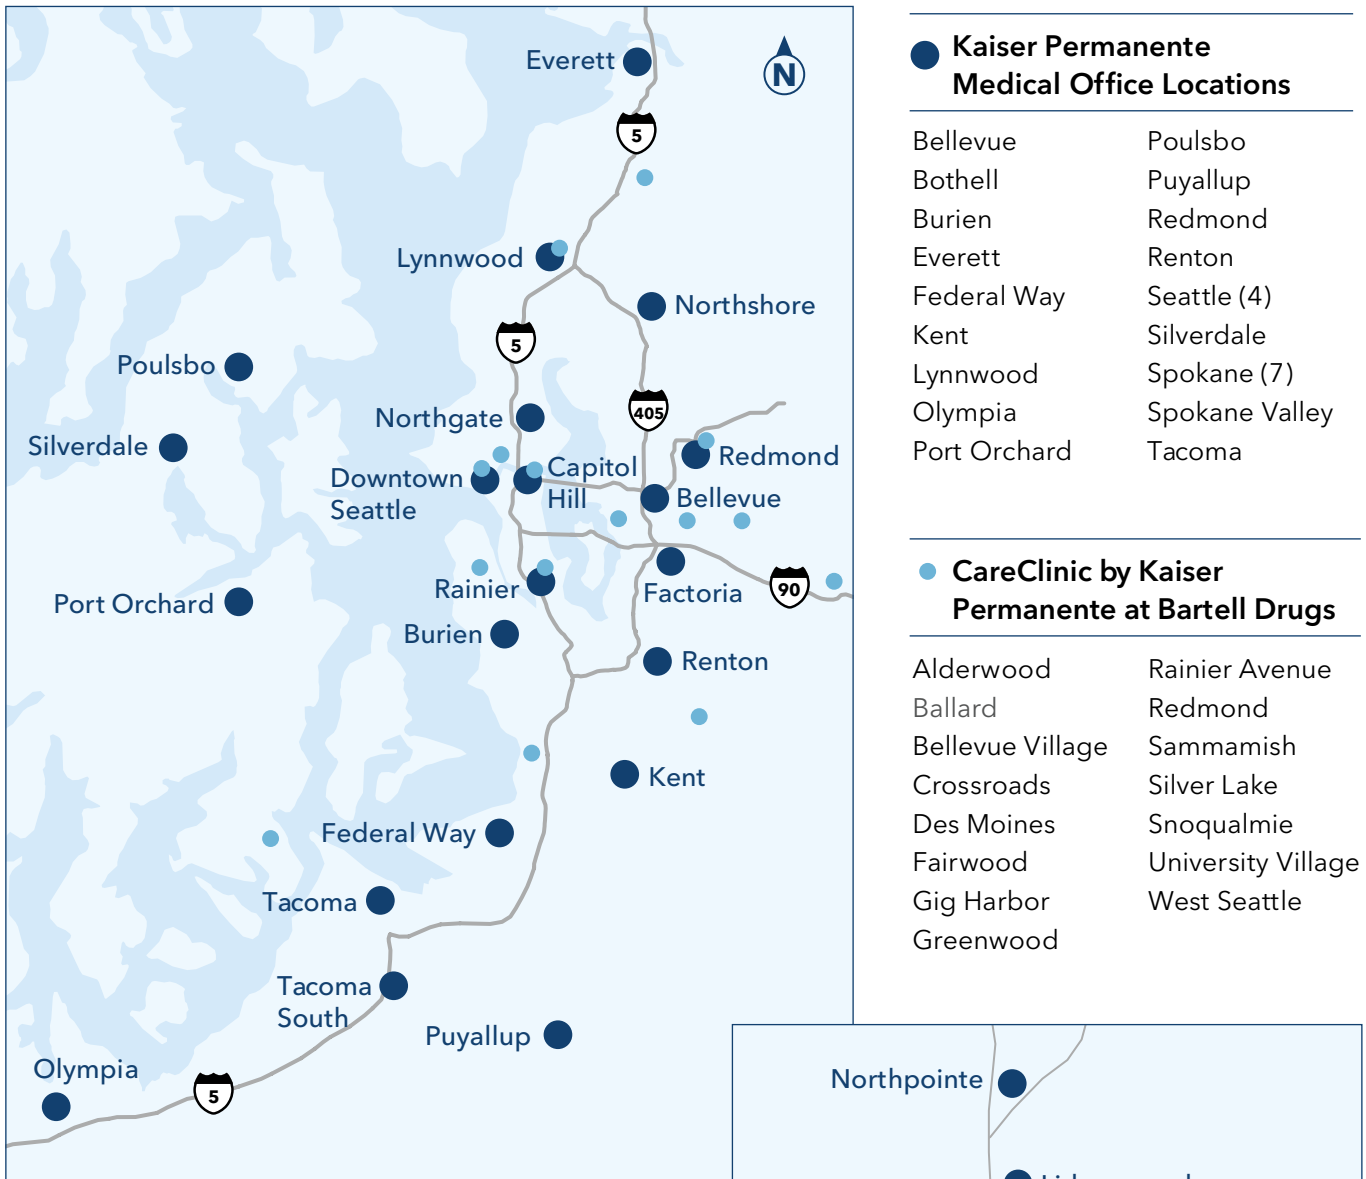 Everett
N
5
Lynnwood
Northshore
5
Poulsbo
405
Northgate
Silverdale
Redmond
Downtown
Seattle
Capitol
Hill
Bellevue
Rainier
Factoria
90
Port Orchard
Burien
Renton
Kent
Federal Way
Tacoma
Tacoma
South
Puyallup
Olympia
5
Kaiser Permanente
Medical Office Locations
Bellevue
Bothell
Burien
Everett
Federal Way
Kent
Lynnwood
Olympia
Port Orchard
Poulsbo
Puyallup
Redmond
Renton
Seattle (4)
Silverdale
Spokane (7)
Spokane Valley
Tacoma
CareClinic by Kaiser
Permanente at Bartell Drugs
Alderwood
Ballard
Bellevue Village
Crossroads
Des Moines
Fairwood
Gig Harbor
Greenwood
Rainier Avenue
Redmond
Sammamish
Silver Lake
Snoqualmie
University Village
West Seattle
Northpointe